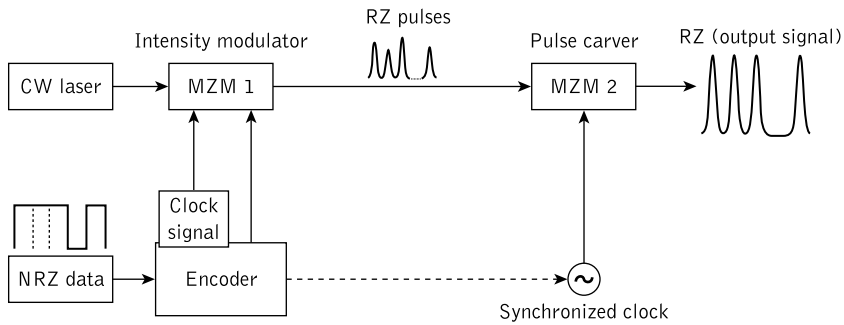 RZ pulses
Intensity modulator
Pulse carver
RZ (output signal)
CW laser
MZM 1
MZM 2
Clock
signal
NRZ data
Encoder
Synchronized clock